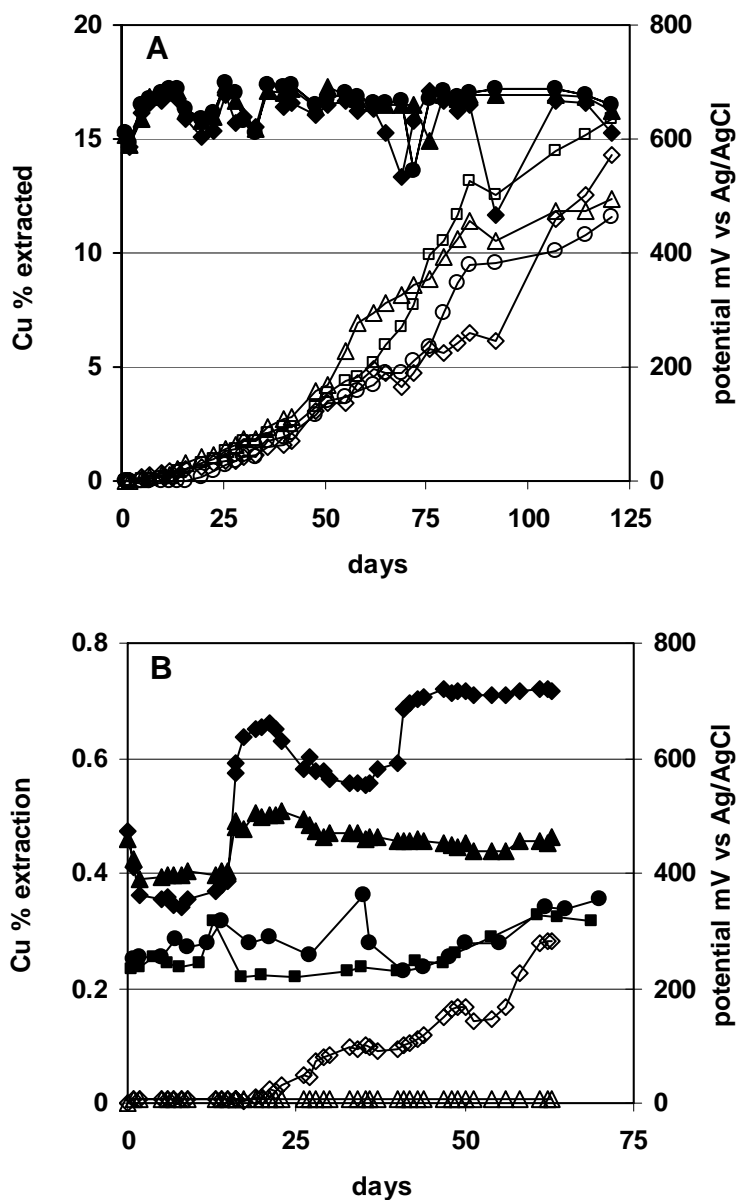 A
20
15
10
5
0
Cu % extracted
800
600
400
200
0
potential mV vs Ag/AgCl
0 25 50 75 100 125
days
B
0.8
0.6
0.4
0.2
0
Cu % extraction
800
600
400
200
0
potential mV vs Ag/AgCl
0 25 50 75
days